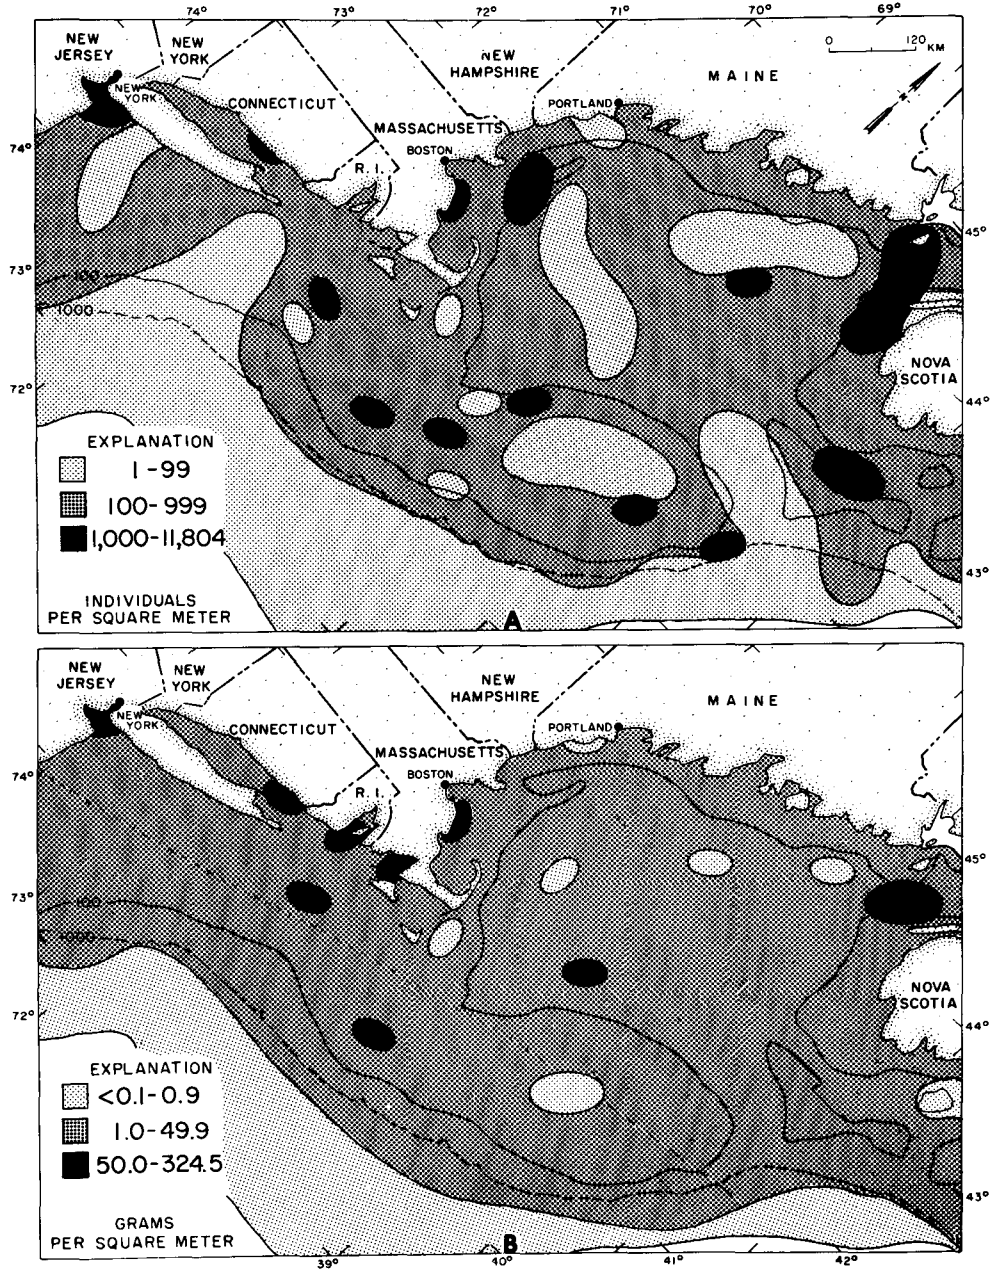 74° 73° 72° 71° 70° 69°
NEW
JERSEY
NEW
YORK
NEW
YORK
CONNECTICUT
NEW
HAMPSHIRE
MAINE
0 120 KM
PORTLAND
MASSACHUSETTS
BOSTON
R. I.
74°
45°
73°
100
1000
NOVA
SCOTIA
72°
44°
EXPLANATION
1-99
100-999
1,000-11,804
43°
INDIVIDUALS
PER SQUARE METER
A
NEW
JERSEY
NEW
YORK
NEW
YORK
CONNECTICUT
NEW
HAMPSHIRE
MAINE
PORTLAND
MASSACHUSETTS
BOSTON
R. I.
74°
45°
73°
100
1000
NOVA
SCOTIA
72°
44°
EXPLANATION
<0.1-0.9
1.0-49.9
50.0-324.5
43°
GRAMS
PER SQUARE METER
B
39° 40° 41° 42°